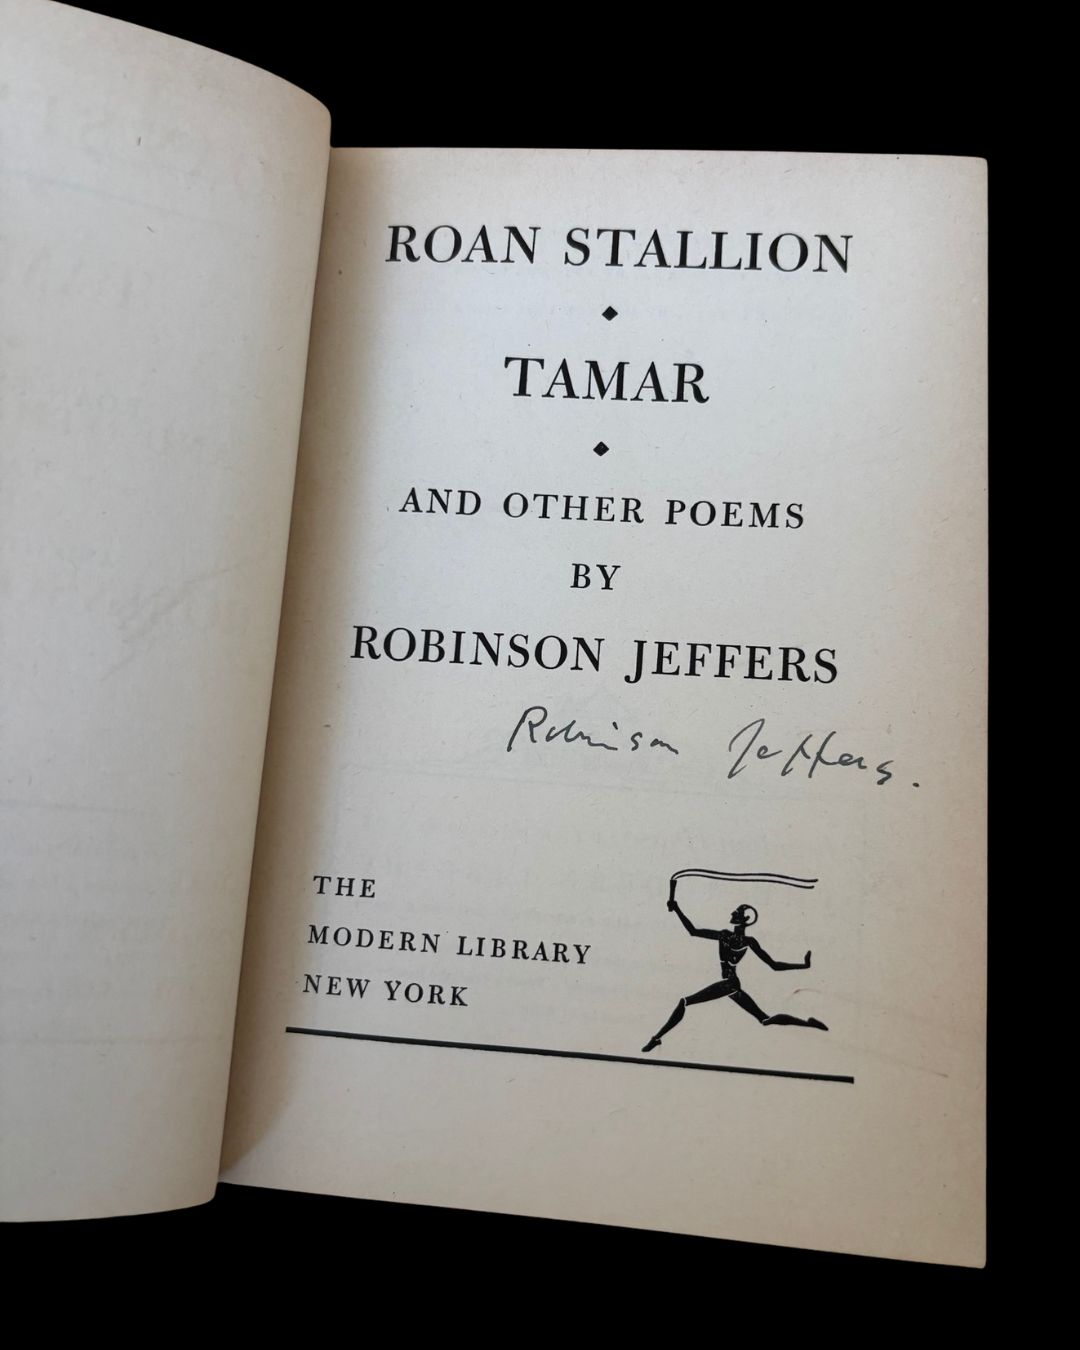 ROAN STALLION
TAMAR
AND OTHER POEMS
BY
ROBINSON JEFFERS
Robinson Jeffers.
THE
MODERN LIBRARY
NEW YORK